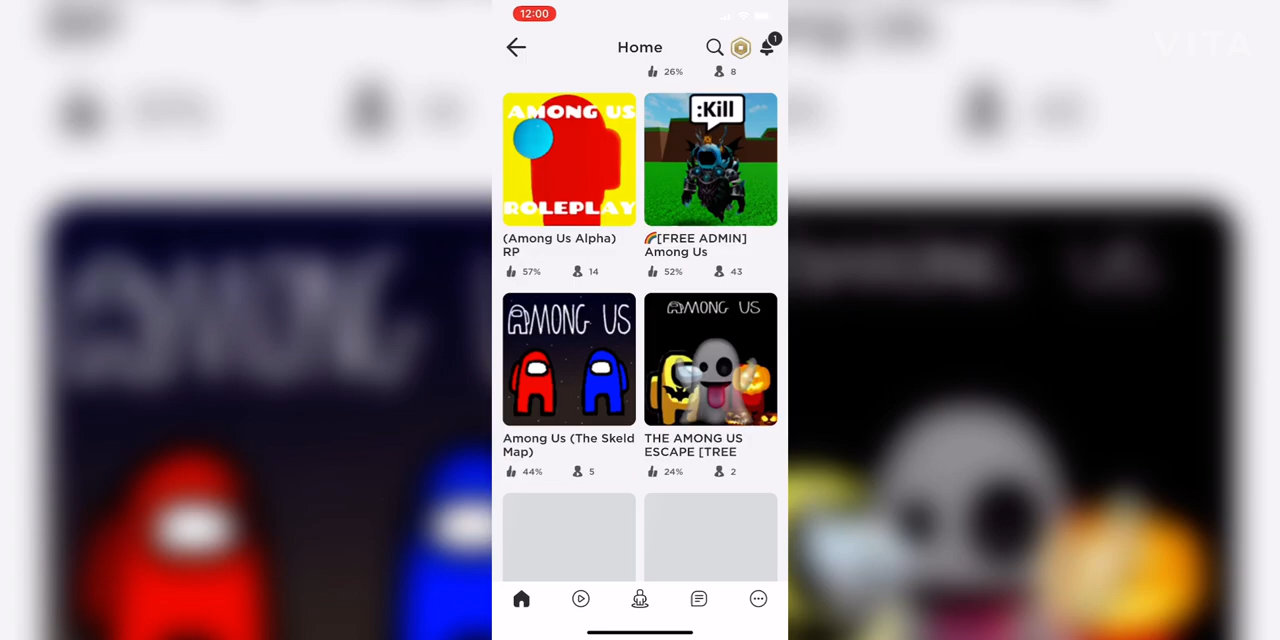 12:00
VITA
Home
1
26% 8
AMONG US
ROLEPLAY
:Kill
(Among Us Alpha)
RP
57% 14
🌈[FREE ADMIN]
Among Us
52% 43
AMONG US
AMONG US
Among Us (The Skeld
Map)
44% 5
THE AMONG US
ESCAPE [TREE
24% 2